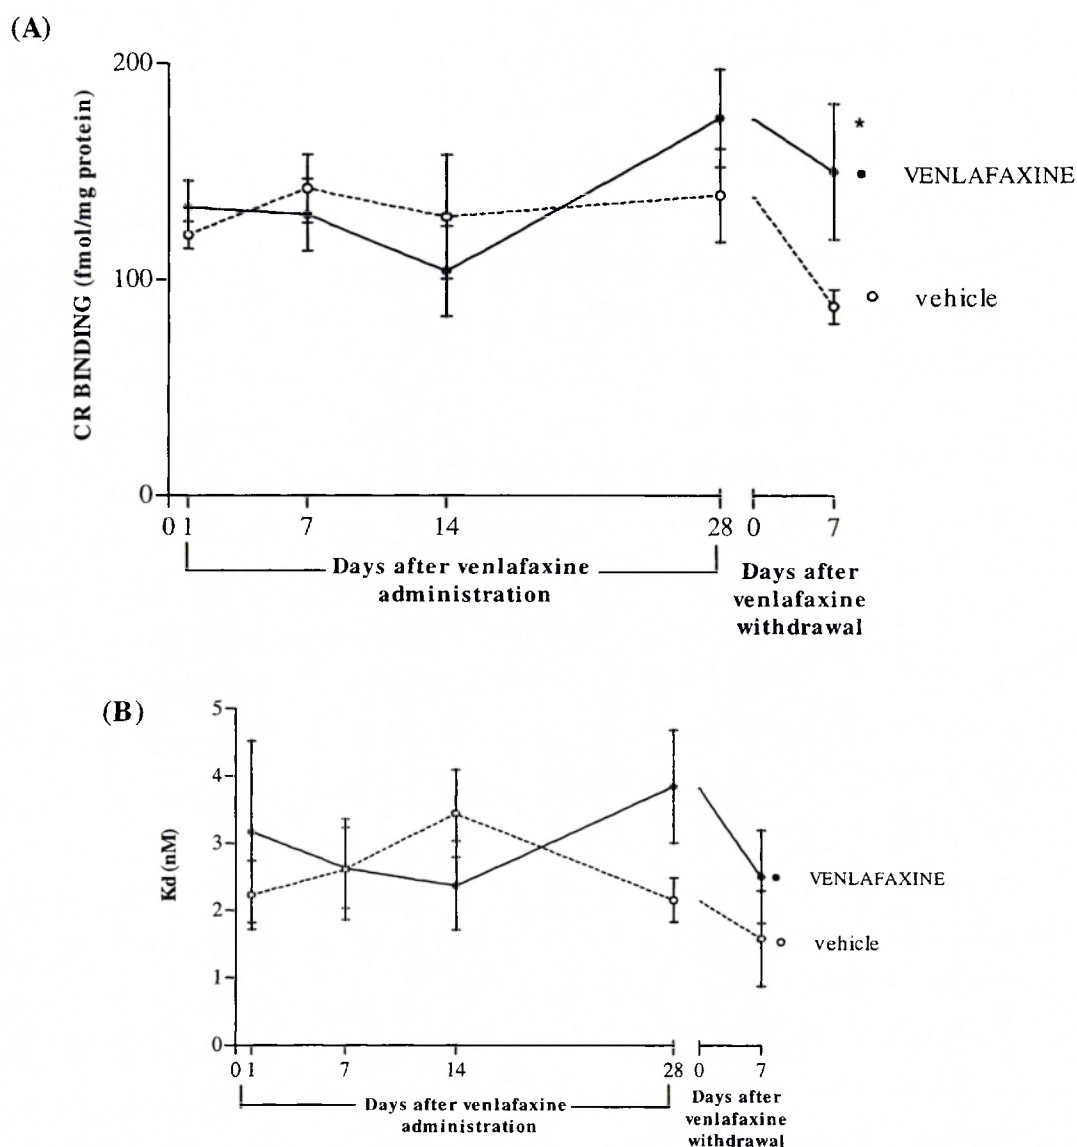 (A)
200
100
0
CR BINDING (fmol/mg protein)
*
VENLAFAXINE
vehicle
0 1 7 14 28 0 7
Days after venlafaxine
administration
Days after
venlafaxine
withdrawal
(B)
5
4
3
2
1
0
Kd (nM)
VENLAFAXINE
vehicle
0 1 7 14 28 0 7
Days after venlafaxine
administration
Days after
venlafaxine
withdrawal